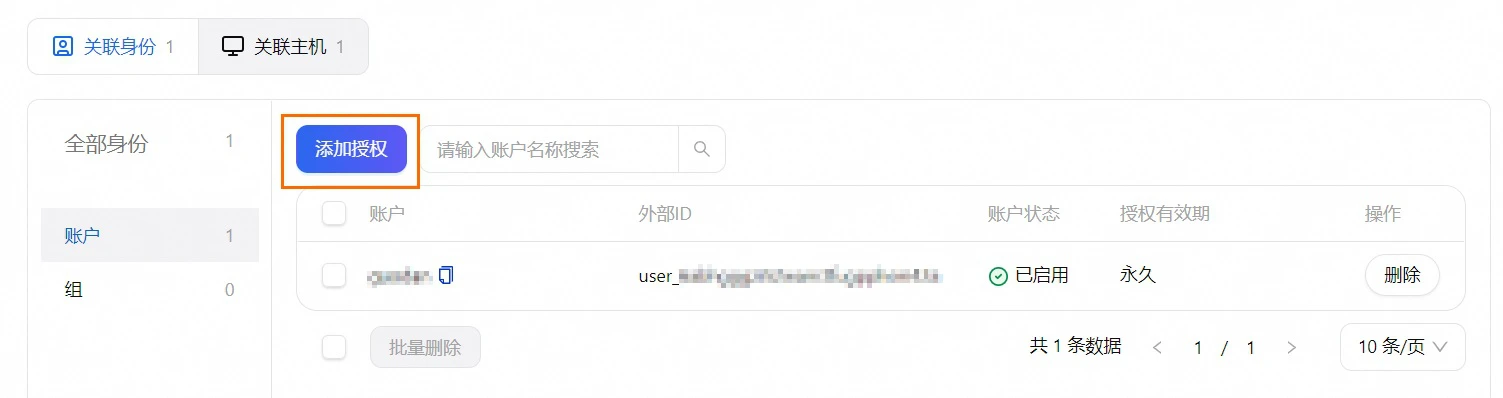 关联身份 1 关联主机 1
全部身份 1
添加授权 请输入账户名称搜索
账户 外部ID 账户状态 授权有效期 操作
账户 1
user_ 已启用 永久 删除
组 0
批量删除 共 1 条数据 < 1 / 1 > 10 条/页